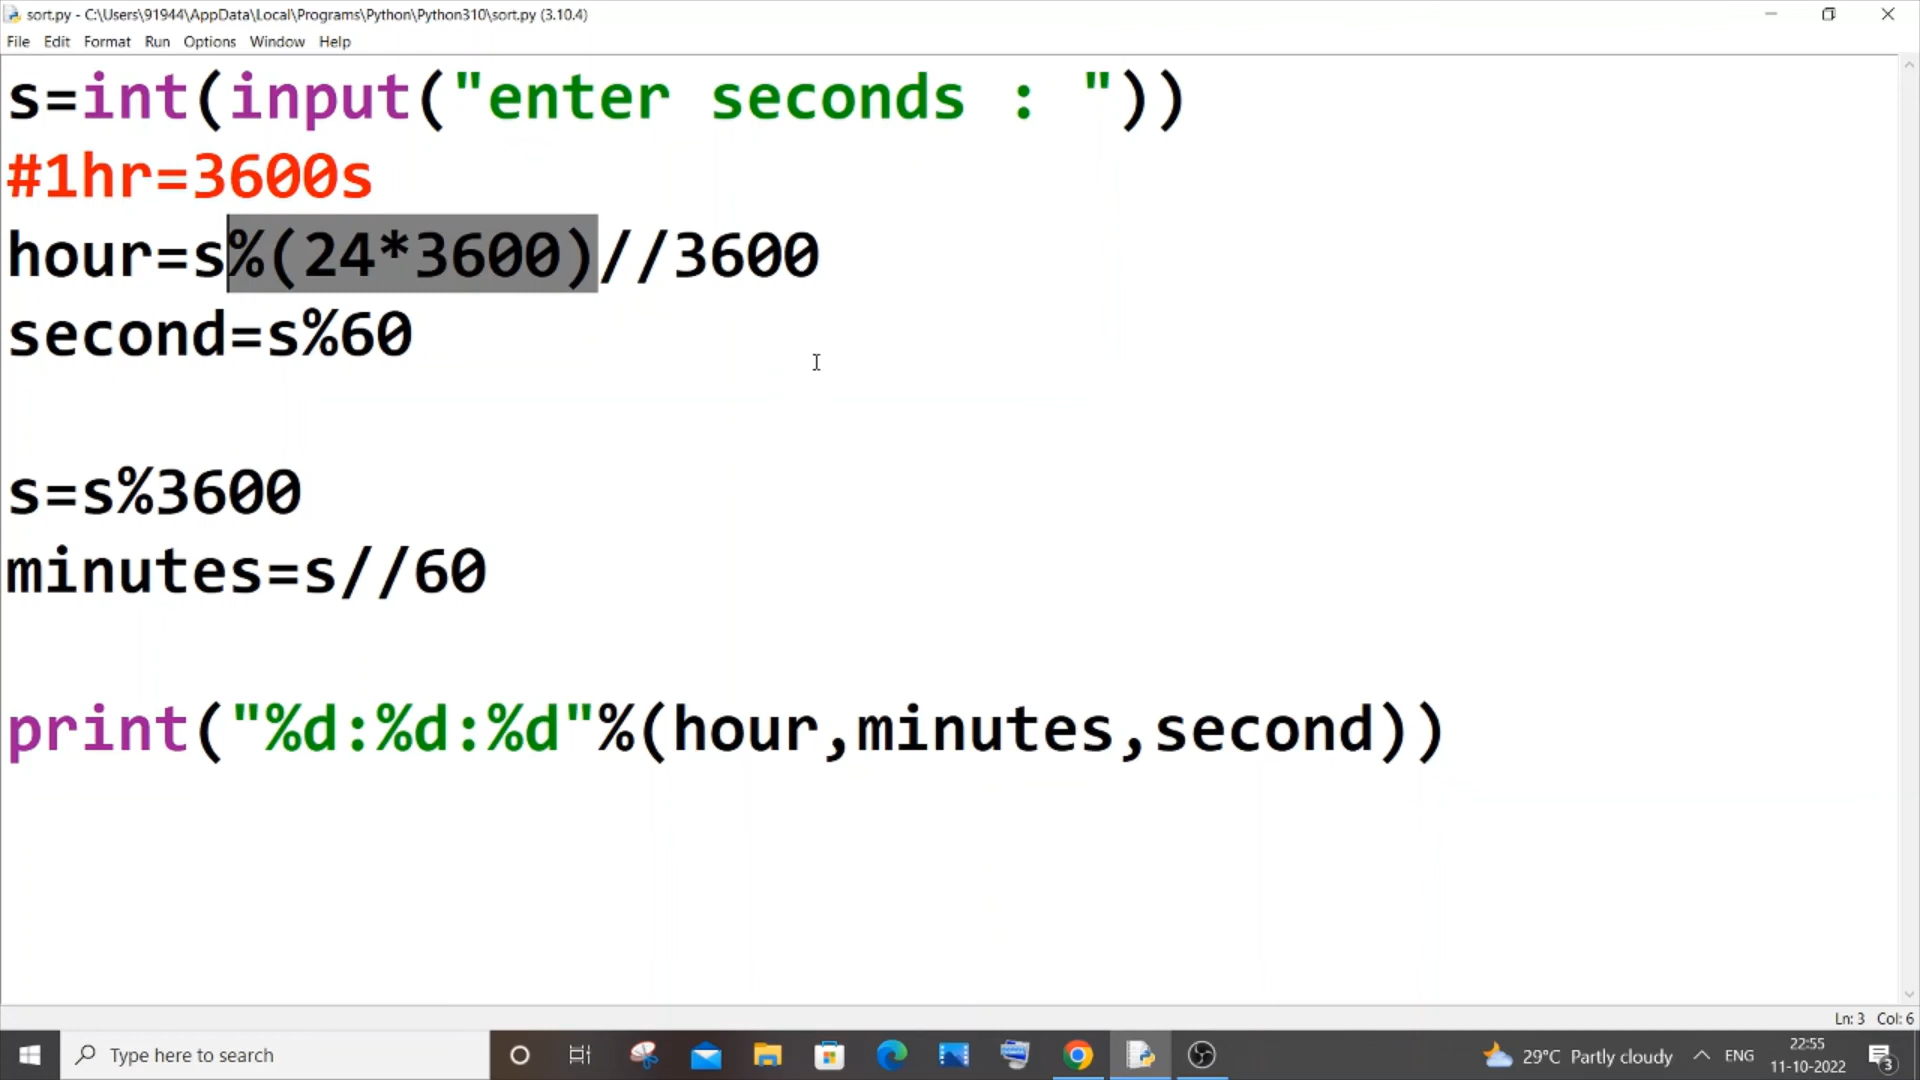 sort.py - C:\Users\91944\AppData\Local\Programs\Python\Python310\sort.py (3.10.4)
File Edit Format Run Options Window Help
s=int(input("enter seconds : "))
#1hr=3600s
hour=s%(24*3600)//3600
second=s%60
s=s%3600
minutes=s//60
print("%d:%d:%d"%(hour,minutes,second))
Ln: 3 Col: 6
Type here to search
29°C Partly cloudy
ENG
22:55
11-10-2022
3